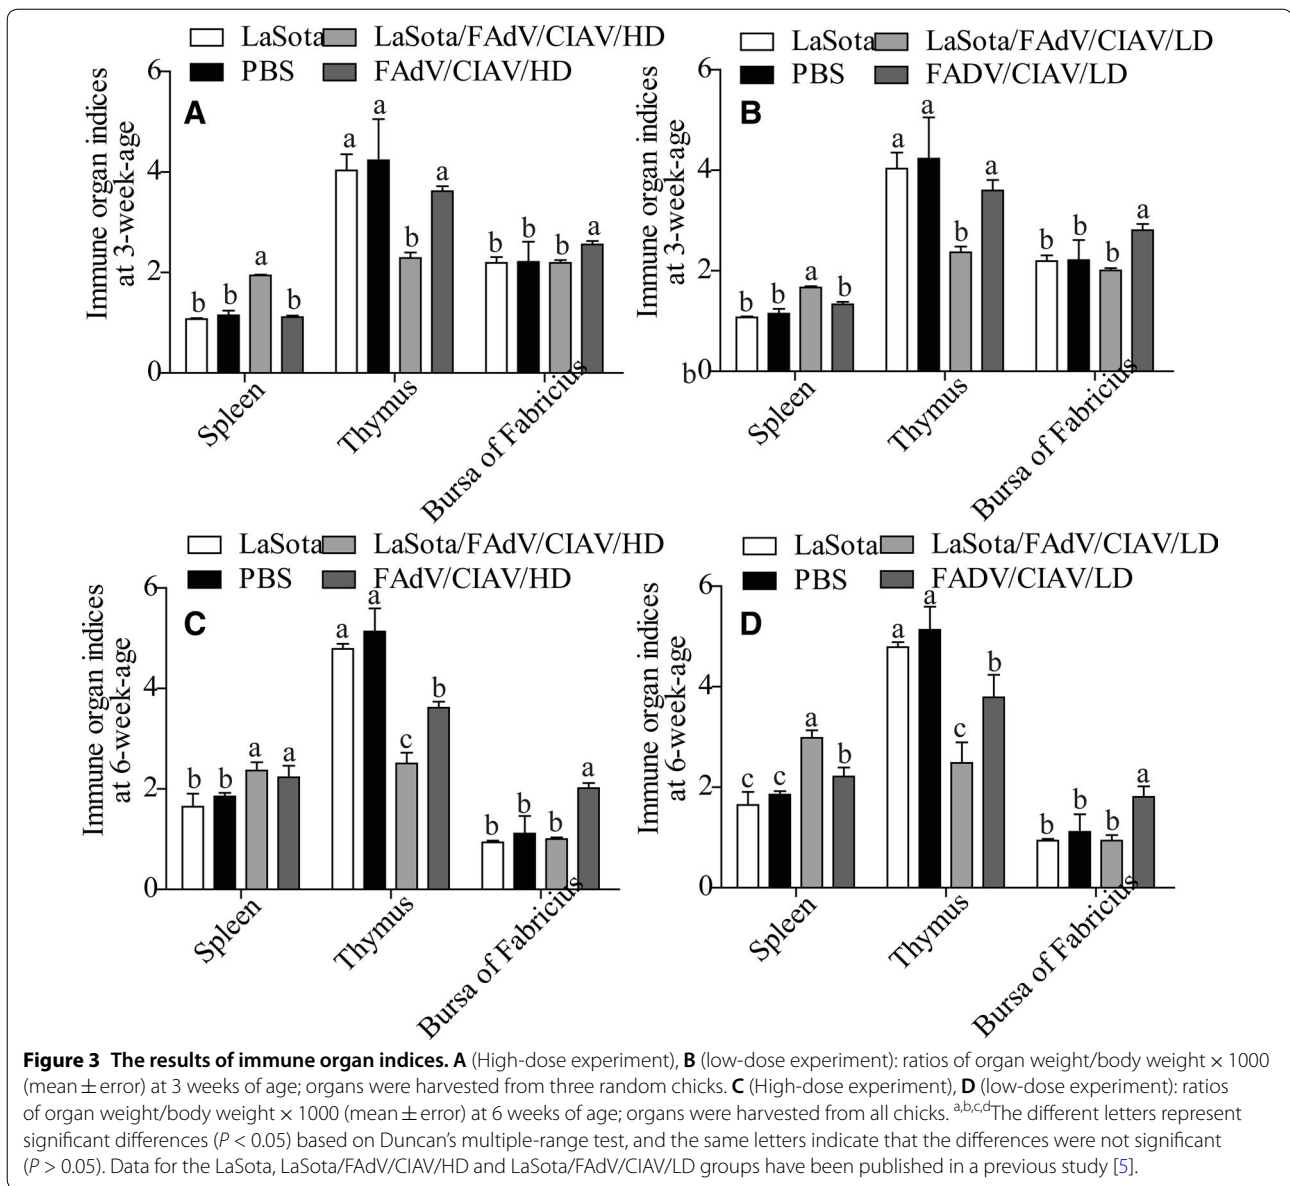 LaSota LaSota/FAdV/CIAV/HD
PBS FAdV/CIAV/HD
A
Immune organ indices
at 3-week-age
6
4
2
0
b b a b
a a b a
b b b a
Spleen
Thymus
Bursa of Fabricius
LaSota LaSota/FAdV/CIAV/LD
PBS FADV/CIAV/LD
B
Immune organ indices
at 3-week-age
6
4
2
b0
b b a b
a a b a
b b b a
Spleen
Thymus
Bursa of Fabricius
LaSota LaSota/FAdV/CIAV/HD
PBS FAdV/CIAV/HD
C
Immune organ indices
at 6-week-age
6
4
2
0
b b a a
a a c b
b b b a
Spleen
Thymus
Bursa of Fabricius
LaSota LaSota/FAdV/CIAV/LD
PBS FADV/CIAV/LD
D
Immune organ indices
at 6-week-age
6
4
2
0
c c a b
a a c b
b b b a
Spleen
Thymus
Bursa of Fabricius
Figure 3 The results of immune organ indices. A (High-dose experiment), B (low-dose experiment): ratios of organ weight/body weight × 1000
(mean ± error) at 3 weeks of age; organs were harvested from three random chicks. C (High-dose experiment), D (low-dose experiment): ratios
of organ weight/body weight × 1000 (mean ± error) at 6 weeks of age; organs were harvested from all chicks. a,b,c,dThe different letters represent
significant differences (P < 0.05) based on Duncan's multiple-range test, and the same letters indicate that the differences were not significant
(P > 0.05). Data for the LaSota, LaSota/FAdV/CIAV/HD and LaSota/FAdV/CIAV/LD groups have been published in a previous study [5].